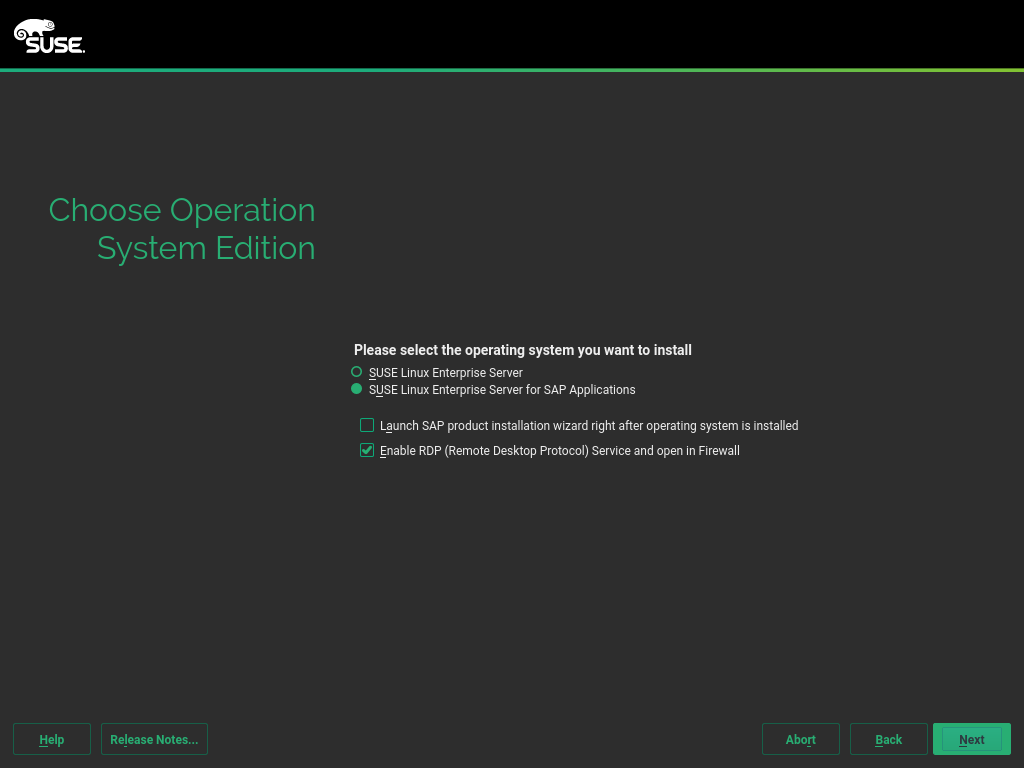 SUSE
Choose Operation
System Edition
Please select the operating system you want to install
SUSE Linux Enterprise Server
SUSE Linux Enterprise Server for SAP Applications
Launch SAP product installation wizard right after operating system is installed
Enable RDP (Remote Desktop Protocol) Service and open in Firewall
Help
Release Notes...
Abort
Back
Next